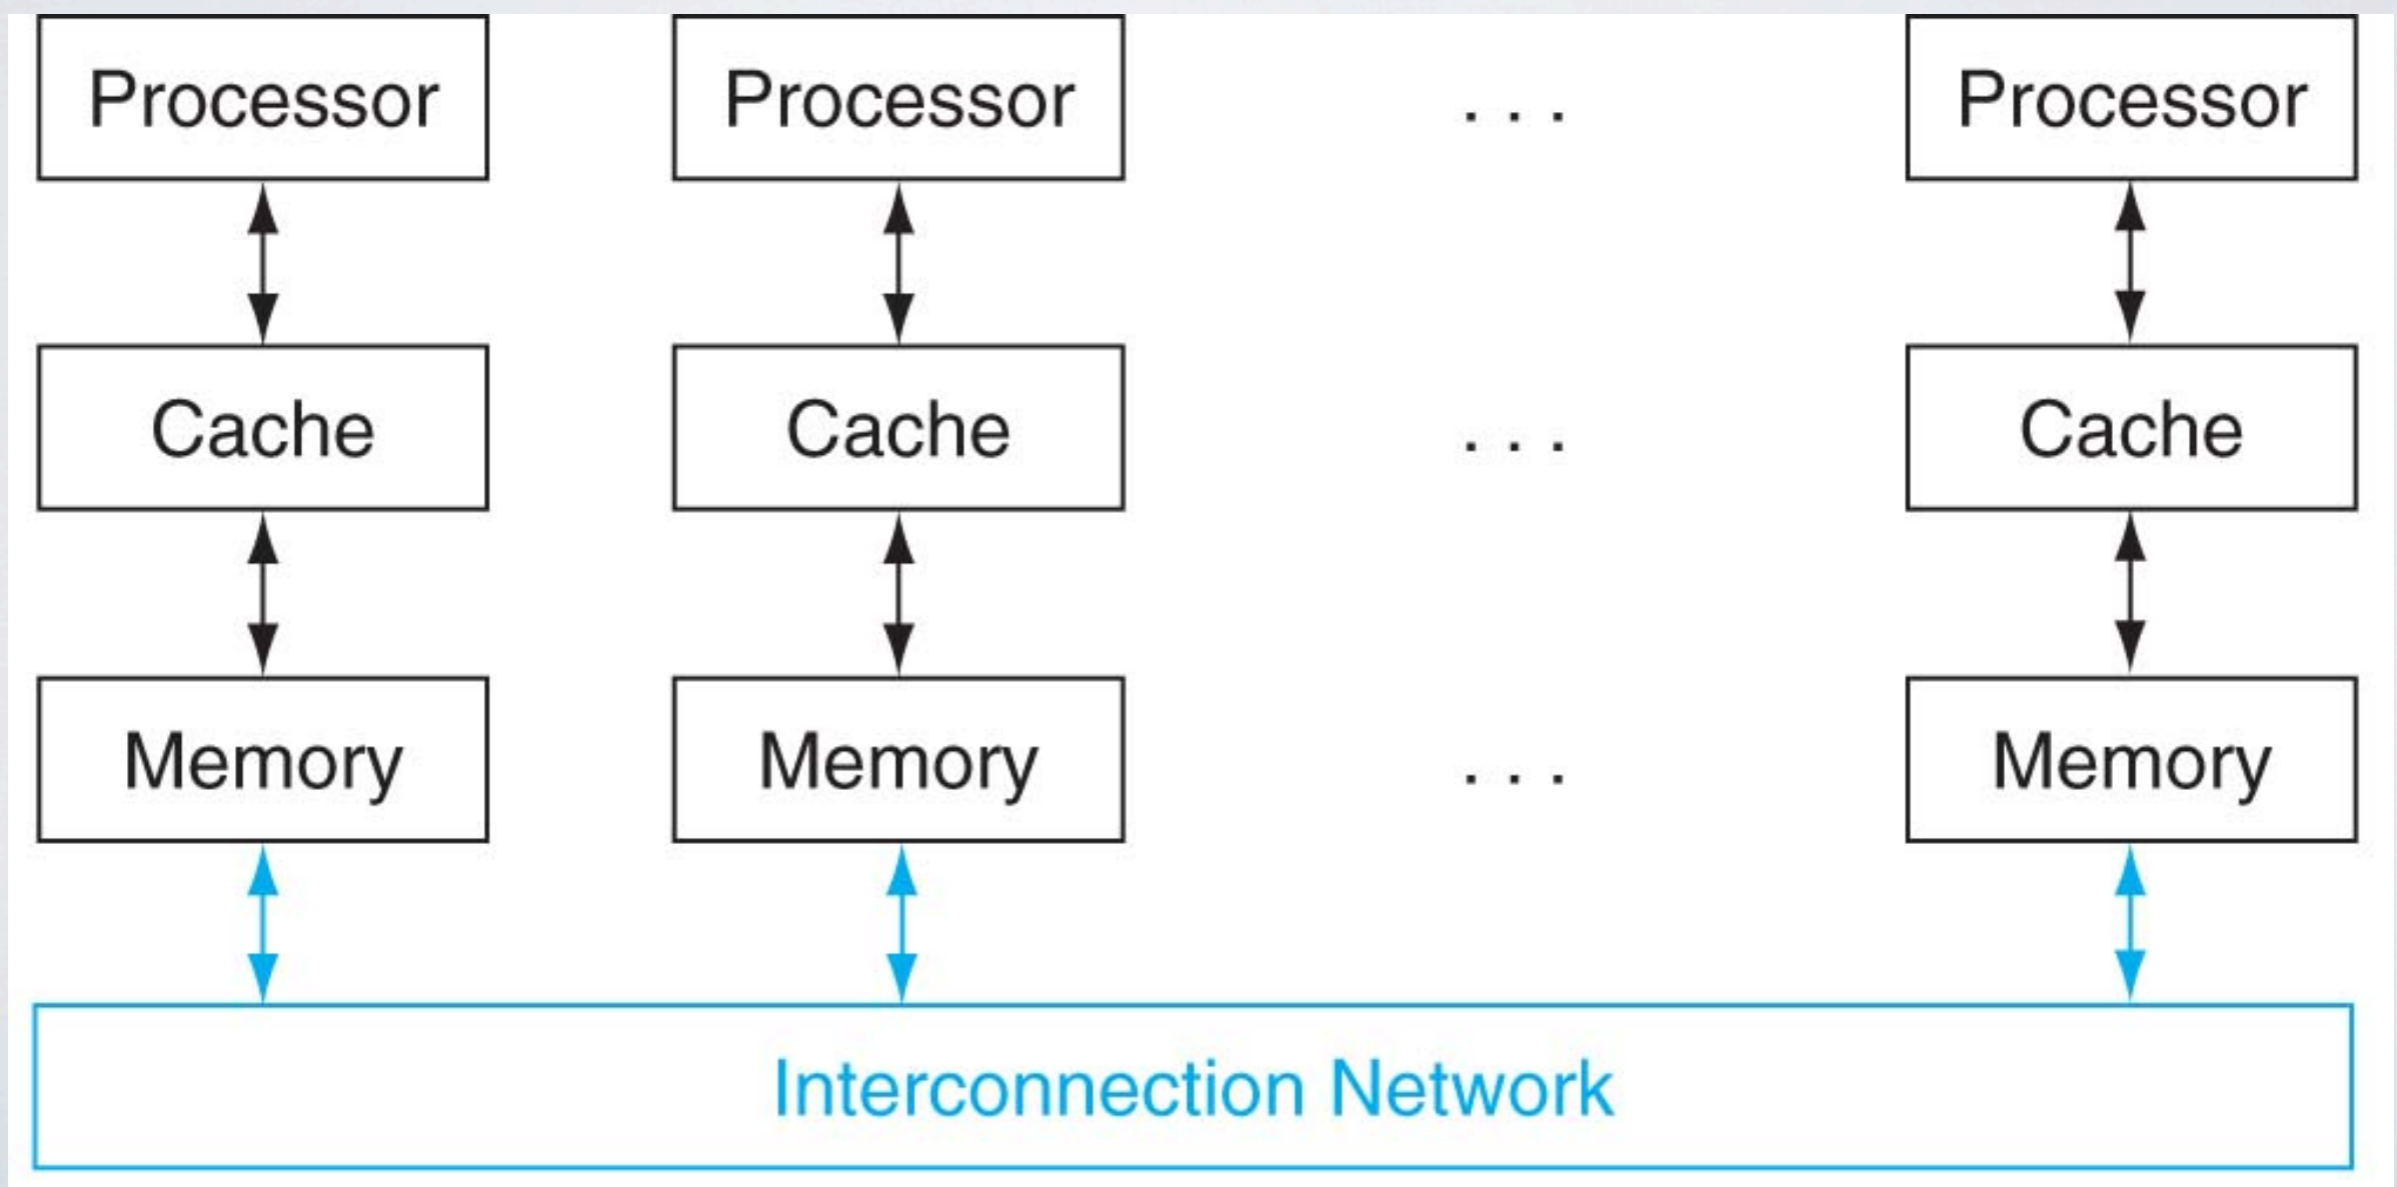 Processor Processor . . . Processor
Cache Cache . . . Cache
Memory Memory . . . Memory
Interconnection Network